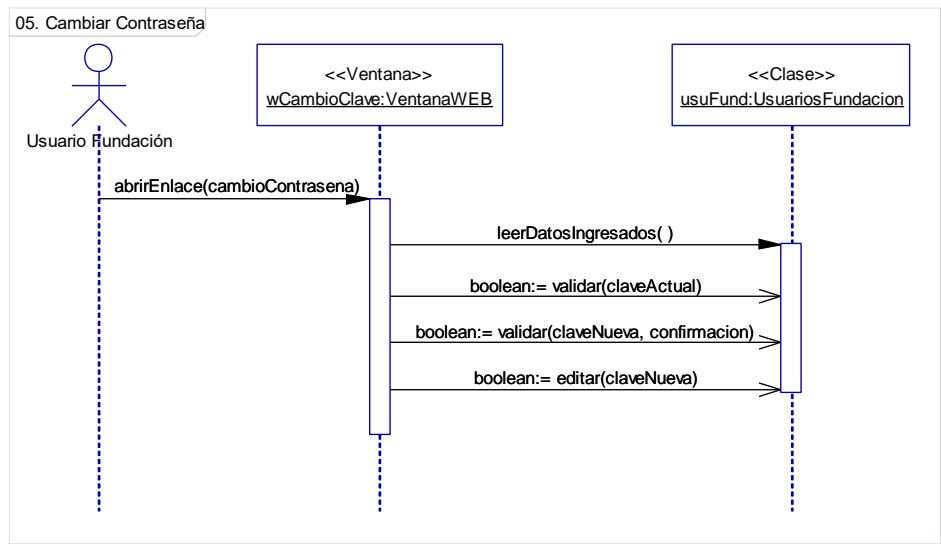 05. Cambiar Contraseña
<<Ventana>>
wCambioClave:VentanaWEB
<<Clase>>
usuFund:UsuariosFundacion
Usuario Fundación
abrirEnlace(cambioContrasena)
leerDatosIngresados( )
boolean:= validar(claveActual)
boolean:= validar(claveNueva, confirmacion)
boolean:= editar(claveNueva)